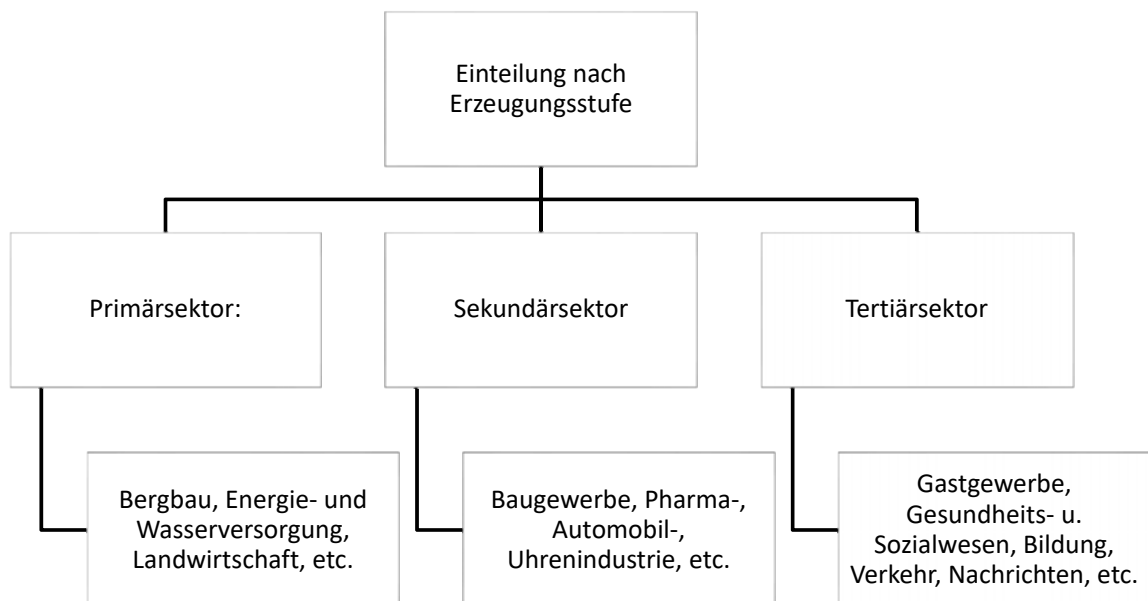 Einteilung nach
Erzeugungsstufe
Primärsektor:
Sekundärsektor
Tertiärsektor
Bergbau, Energie- und
Wasserversorgung,
Landwirtschaft, etc.
Baugewerbe, Pharma-,
Automobil-,
Uhrenindustrie, etc.
Gastgewerbe,
Gesundheits- u.
Sozialwesen, Bildung,
Verkehr, Nachrichten, etc.